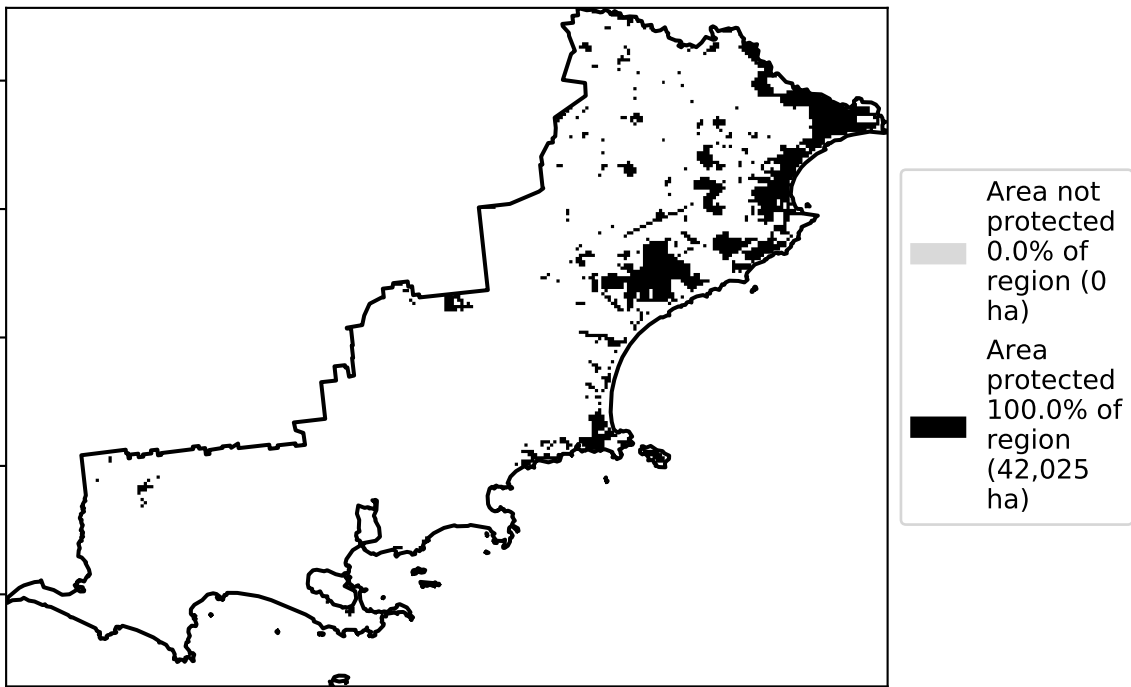 Area not
protected
0.0% of
region (0
ha)
Area
protected
100.0% of
region
(42,025
ha)